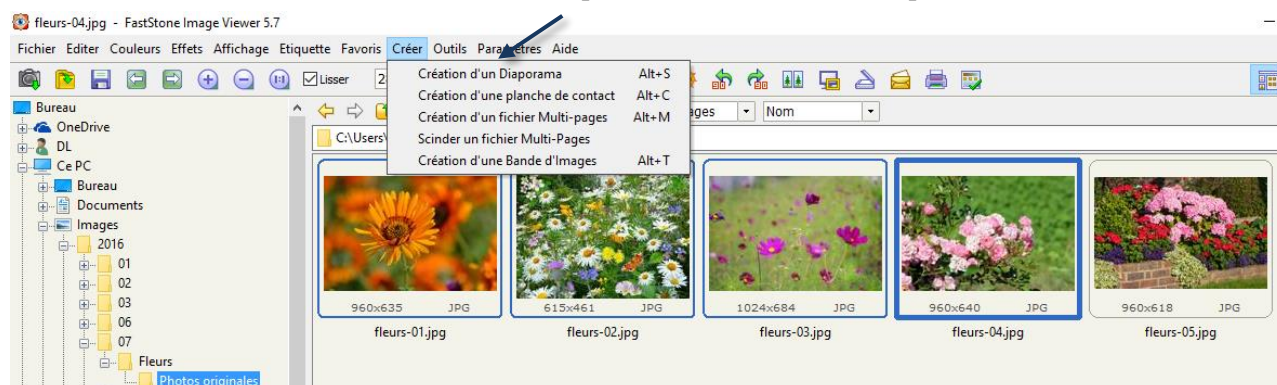 fleurs-04.jpg - FastStone Image Viewer 5.7
Fichier Editer Couleurs Effets Affichage Etiquette Favoris Créer Outils Paramètres Aide
Lisser
Création d'un Diaporama Alt+S
Création d'une planche de contact Alt+C
Création d'un fichier Multi-pages Alt+M
Scinder un fichier Multi-Pages
Création d'une Bande d'Images Alt+T
Nom
C:\Users\
Bureau
OneDrive
DL
Ce PC
Bureau
Documents
Images
2016
01
02
03
06
07
Fleurs
Photos originales
960x635 JPG
615x461 JPG
1024x684 JPG
960x640 JPG
960x618 JPG
fleurs-01.jpg
fleurs-02.jpg
fleurs-03.jpg
fleurs-04.jpg
fleurs-05.jpg